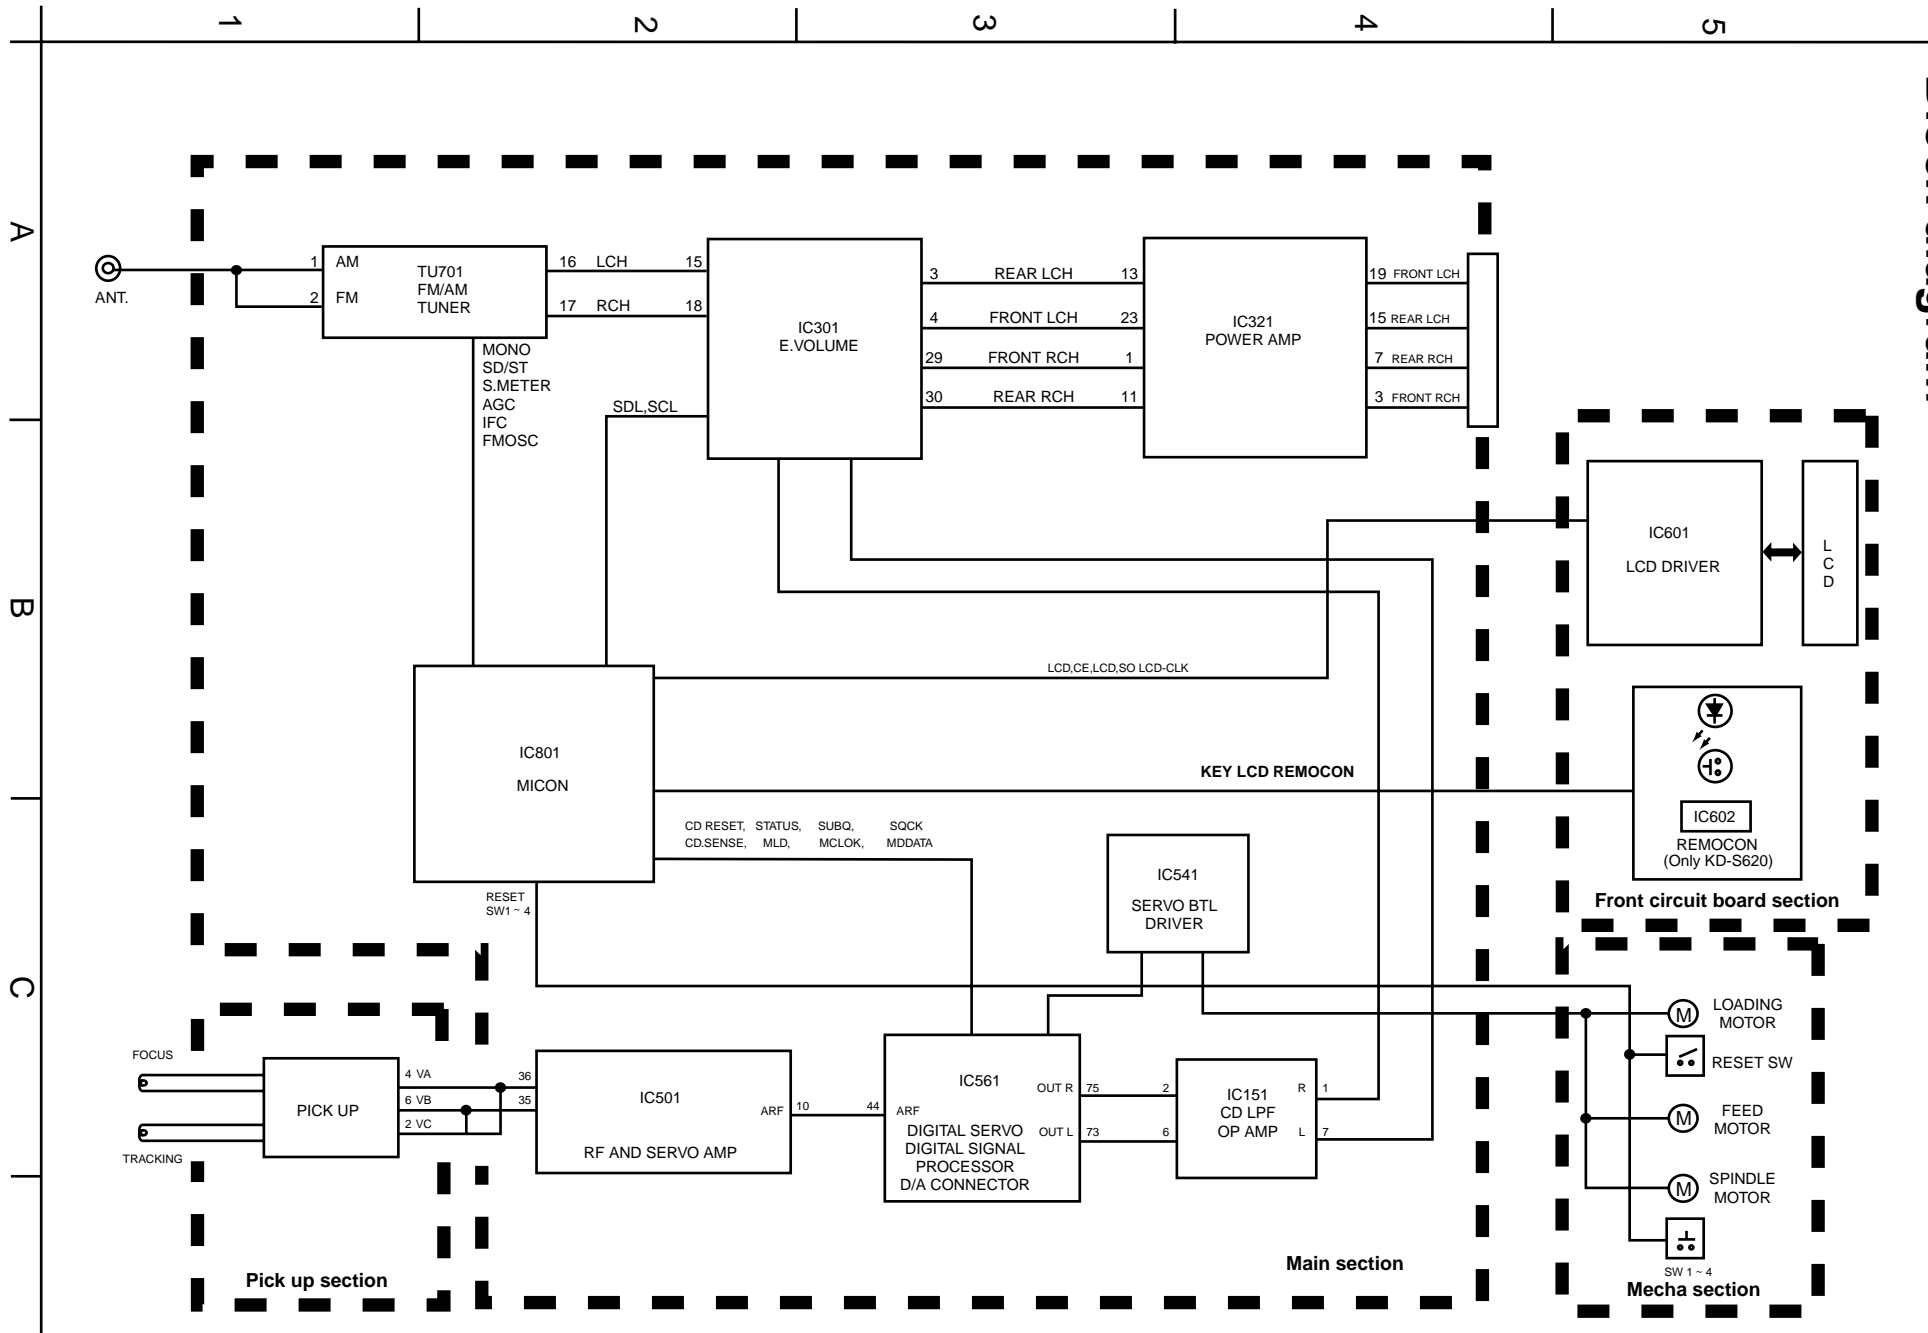 1
2
3
4
5
A
B
C
ANT.
1
AM
2
FM
TU701
FM/AM
TUNER
16 LCH 15
17 RCH 18
MONO
SD/ST
S.METER
AGC
IFC
FMOSC
SDL,SCL
IC301
E.VOLUME
3 REAR LCH 13
4 FRONT LCH 23
29 FRONT RCH 1
30 REAR RCH 11
IC321
POWER AMP
19 FRONT LCH
15 REAR LCH
7 REAR RCH
3 FRONT RCH
IC601
LCD DRIVER
L
C
D
LCD,CE,LCD,SO LCD-CLK
IC801
MICON
KEY LCD REMOCON
IC602
REMOCON
(Only KD-S620)
Front circuit board section
CD RESET, STATUS, SUBQ, SQCK
CD.SENSE, MLD, MCLOK, MDDATA
RESET
SW1 ~ 4
IC541
SERVO BTL
DRIVER
FOCUS
TRACKING
PICK UP
4 VA
6 VB
2 VC
36
35
IC501
RF AND SERVO AMP
ARF 10
44 ARF
IC561
DIGITAL SERVO
DIGITAL SIGNAL
PROCESSOR
D/A CONNECTOR
OUT R 75
OUT L 73
2
6
IC151
CD LPF
OP AMP
R 1
L 7
M
LOADING
MOTOR
RESET SW
M
FEED
MOTOR
M
SPINDLE
MOTOR
SW 1 ~ 4
Mecha section
Main section
Pick up section